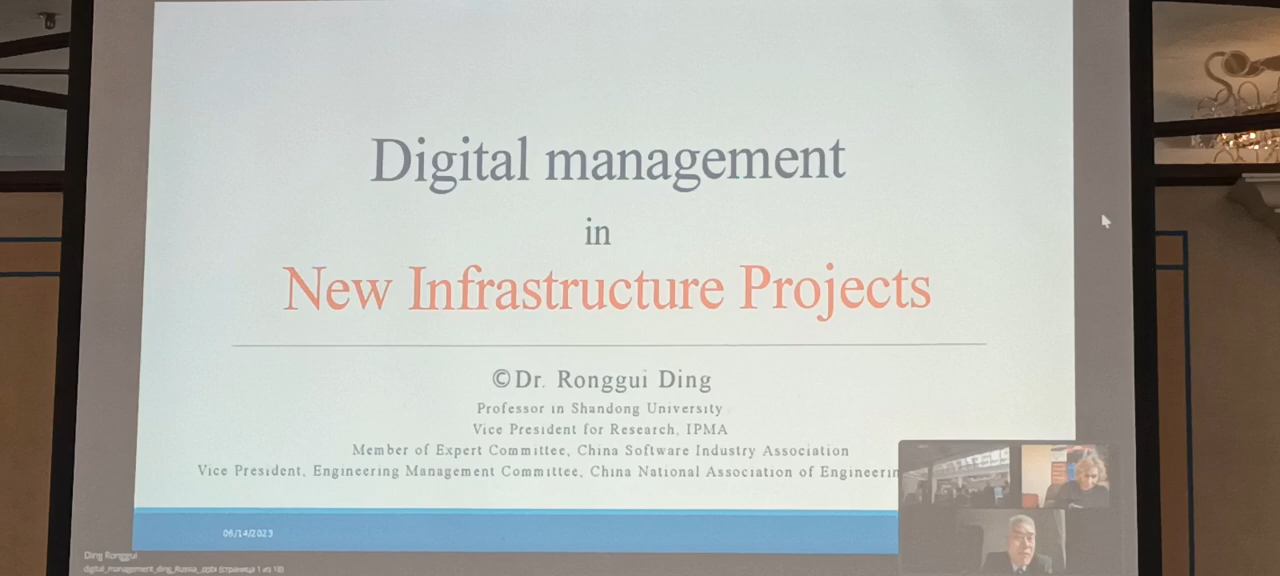 Digital management
in
New Infrastructure Projects
©Dr. Ronggui Ding
Professor in Shandong University
Vice President for Research, IPMA
Member of Expert Committee, China Software Industry Association
Vice President, Engineering Management Committee, China National Association of Engineerin
06/14/2023
Ding Ronggui
digital_management_ding_Russia_.pptx (страница 1 из 18)